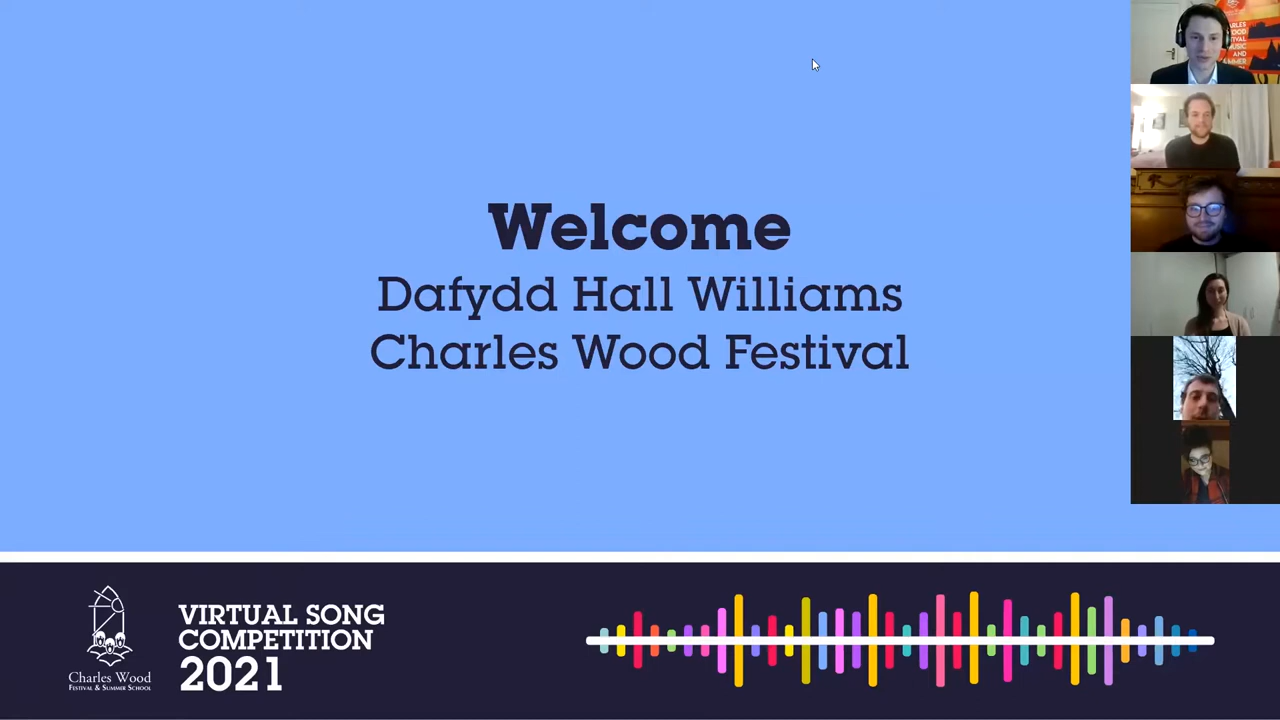 Welcome
Dafydd Hall Williams
Charles Wood Festival
VIRTUAL SONG
COMPETITION
2021
Charles Wood
FESTIVAL & SUMMER SCHOOL